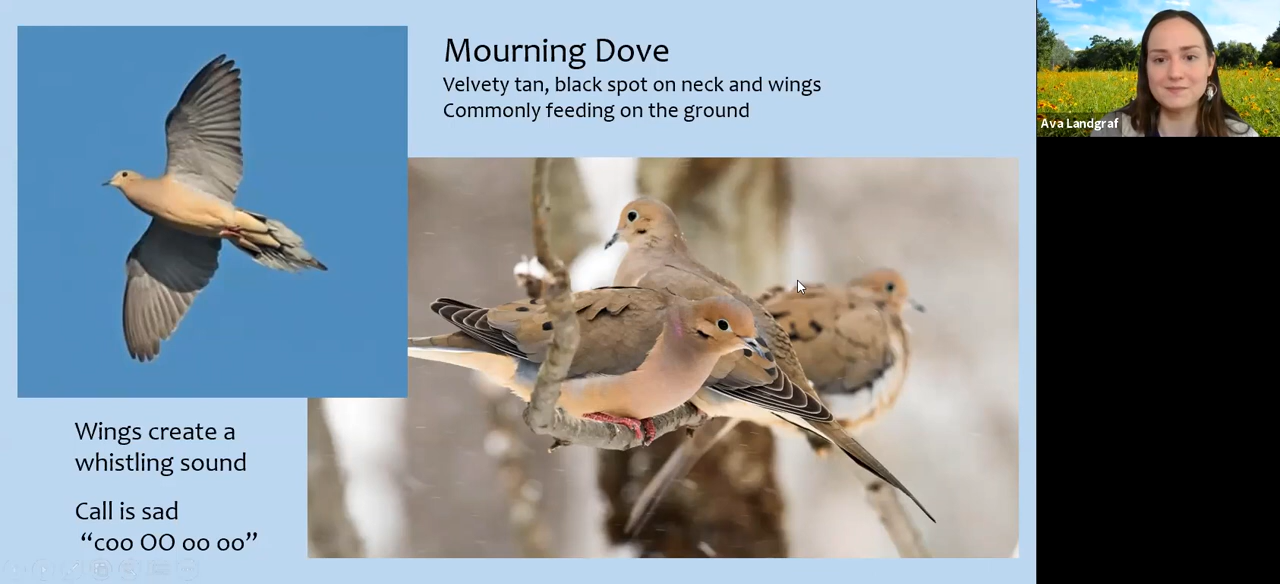 Mourning Dove
Velvety tan, black spot on neck and wings
Commonly feeding on the ground
Wings create a
whistling sound
Call is sad
“coo OO oo oo”
Ava Landgraf